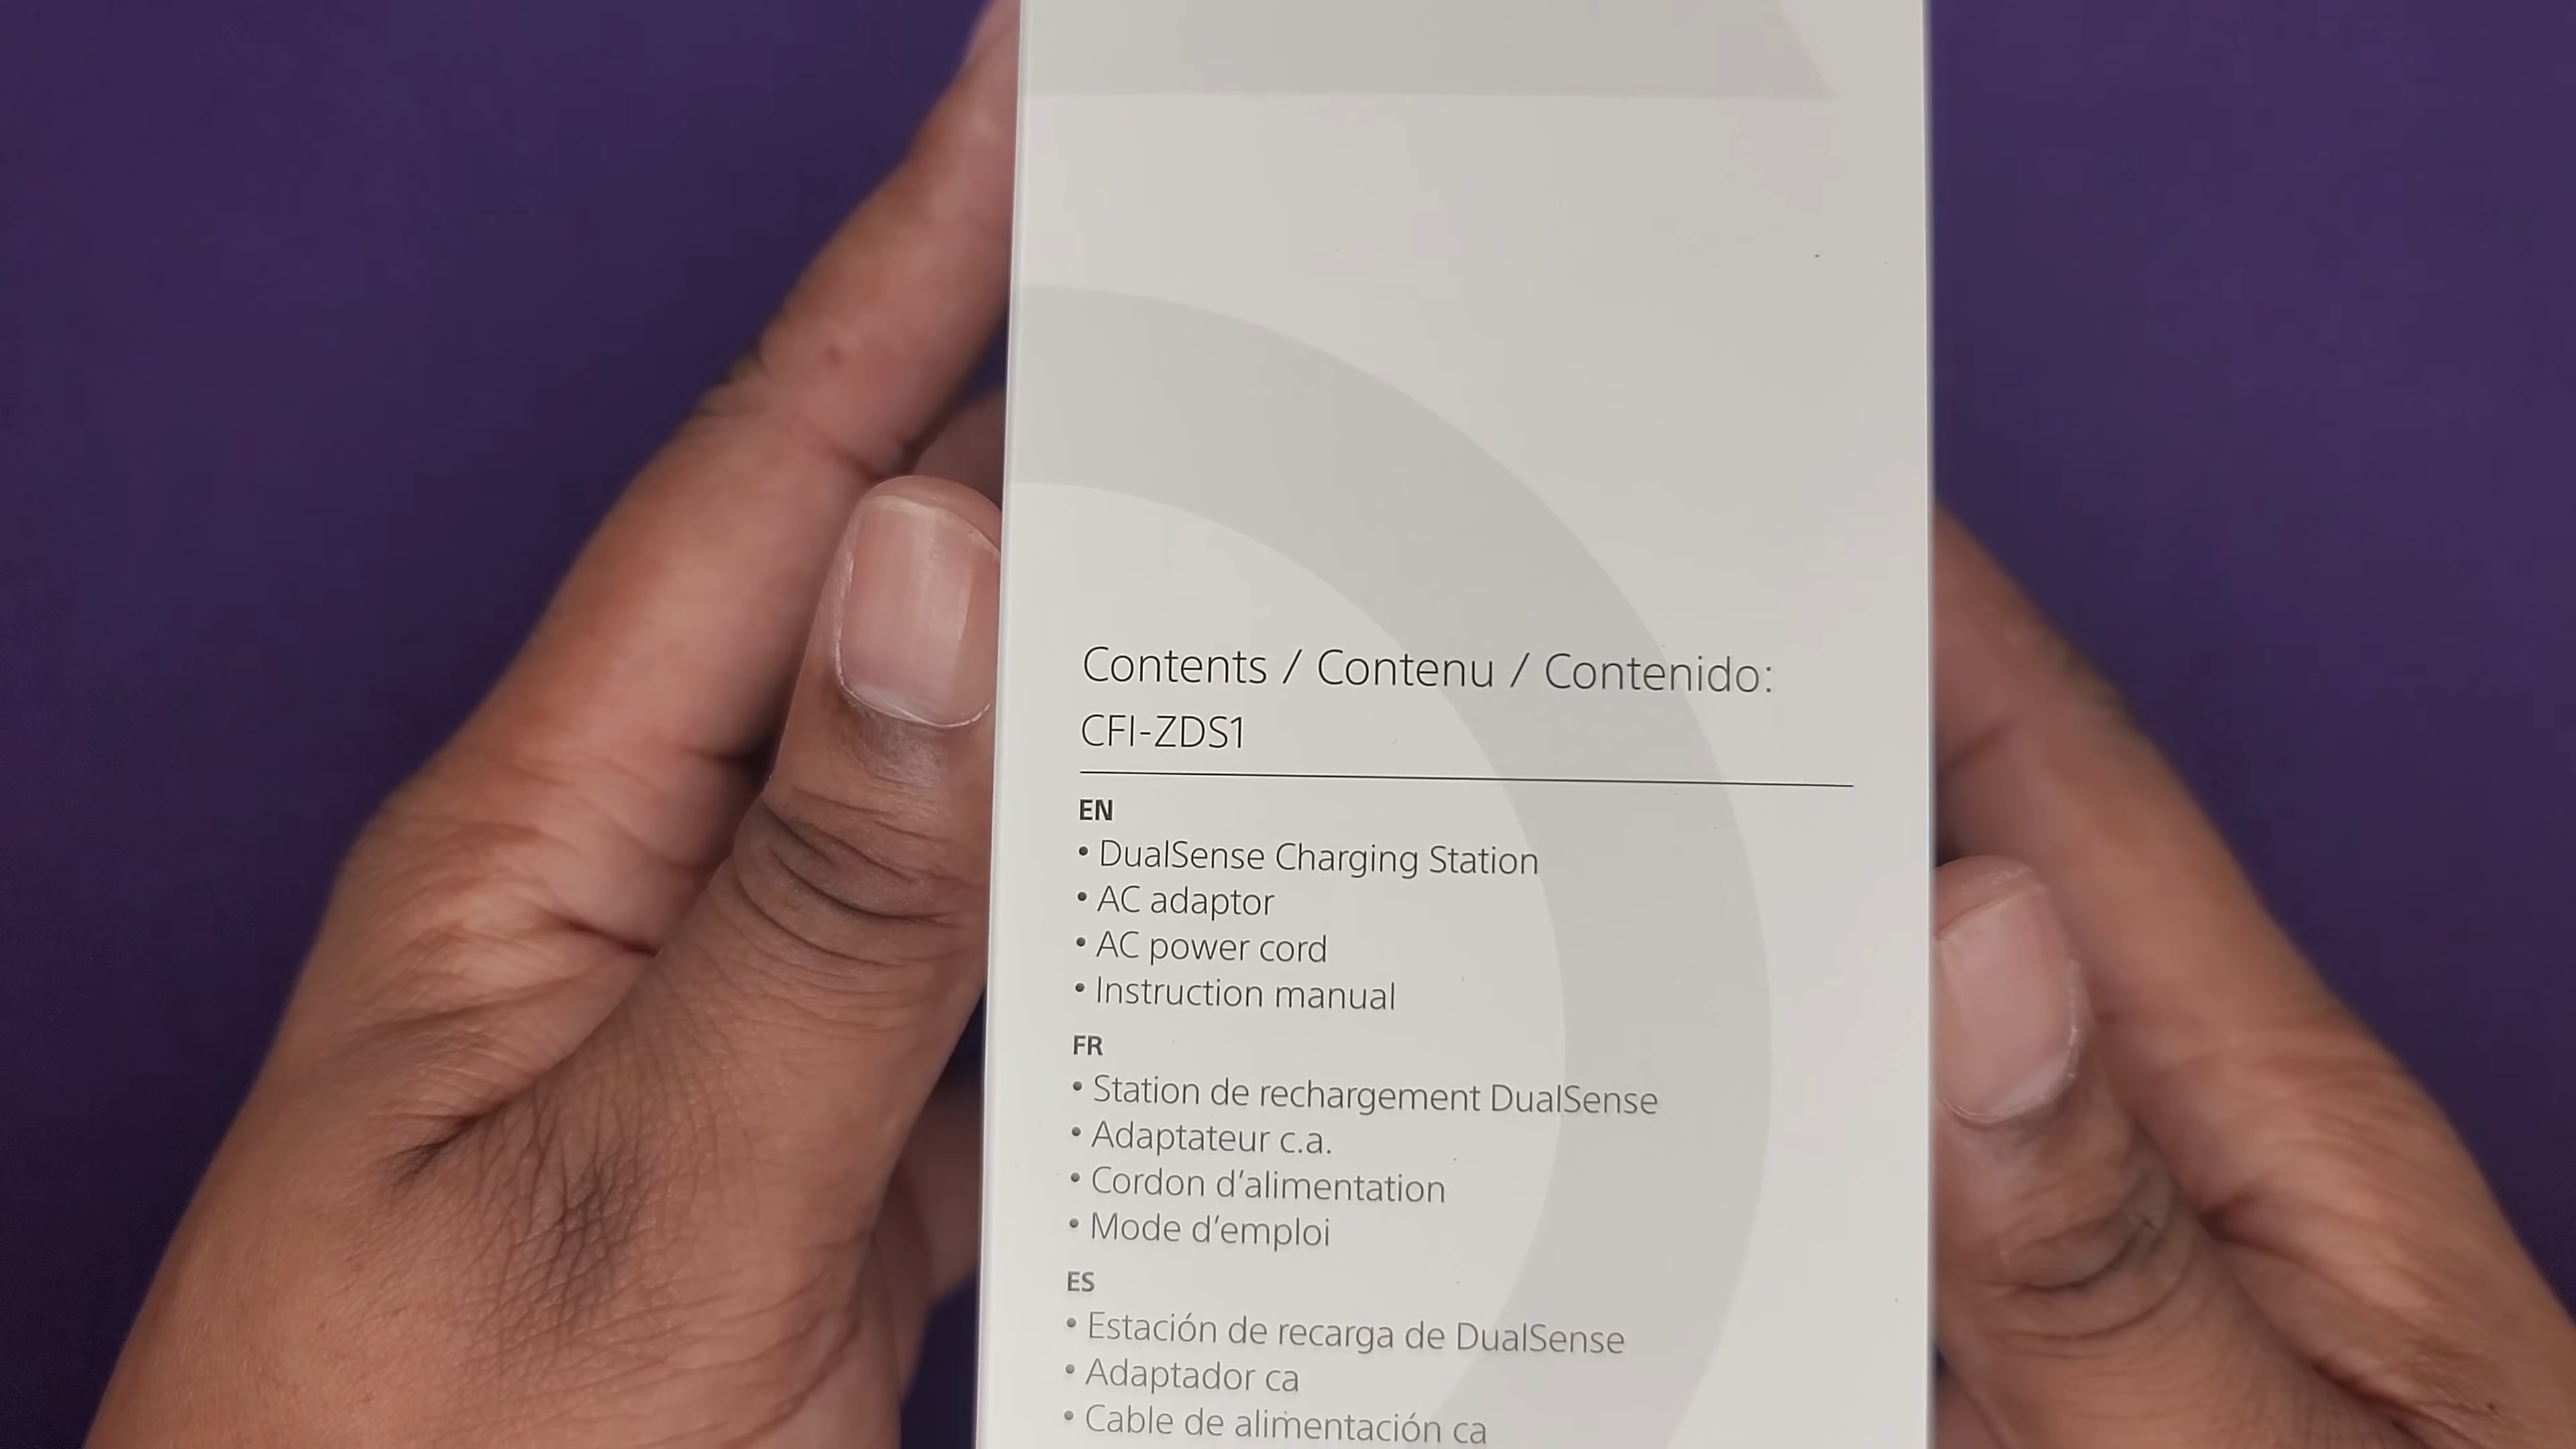 Contents / Contenu / Contenido:
CFI-ZDS1
EN
• DualSense Charging Station
• AC adaptor
• AC power cord
• Instruction manual
FR
• Station de rechargement DualSense
• Adaptateur c.a.
• Cordon d’alimentation
• Mode d’emploi
ES
• Estación de recarga de DualSense
• Adaptador ca
• Cable de alimentación ca